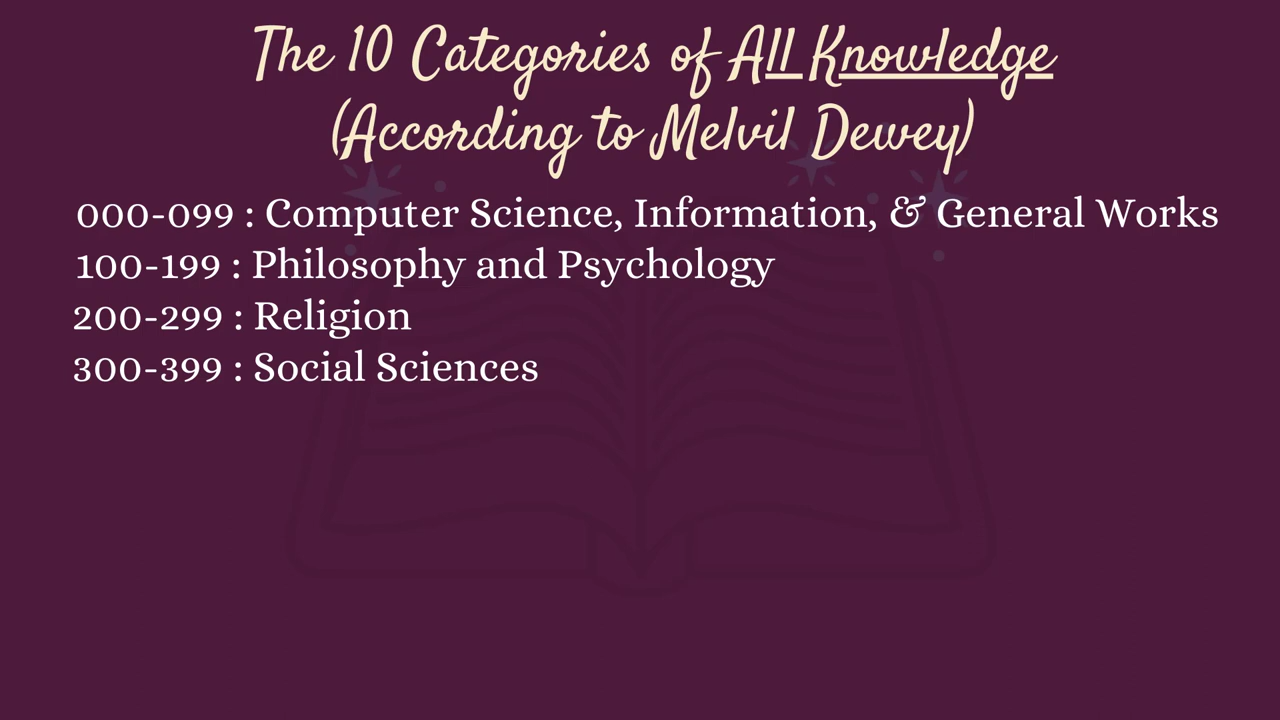 The 10 Categories of All Knowledge
(According to Melvil Dewey)
000-099 : Computer Science, Information, & General Works
100-199 : Philosophy and Psychology
200-299 : Religion
300-399 : Social Sciences